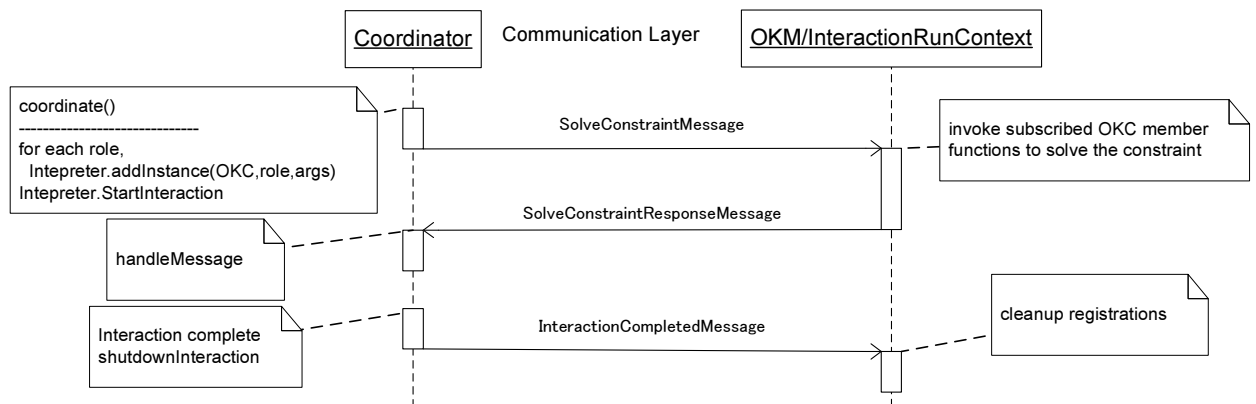 Coordinator
Communication Layer
OKM/InteractionRunContext
coordinate()
------------------------------
for each role,
Intepreter.addInstance(OKC,role,args)
Intepreter.StartInteraction
SolveConstraintMessage
invoke subscribed OKC member
functions to solve the constraint
SolveConstraintResponseMessage
handleMessage
Interaction complete
shutdownInteraction
InteractionCompletedMessage
cleanup registrations